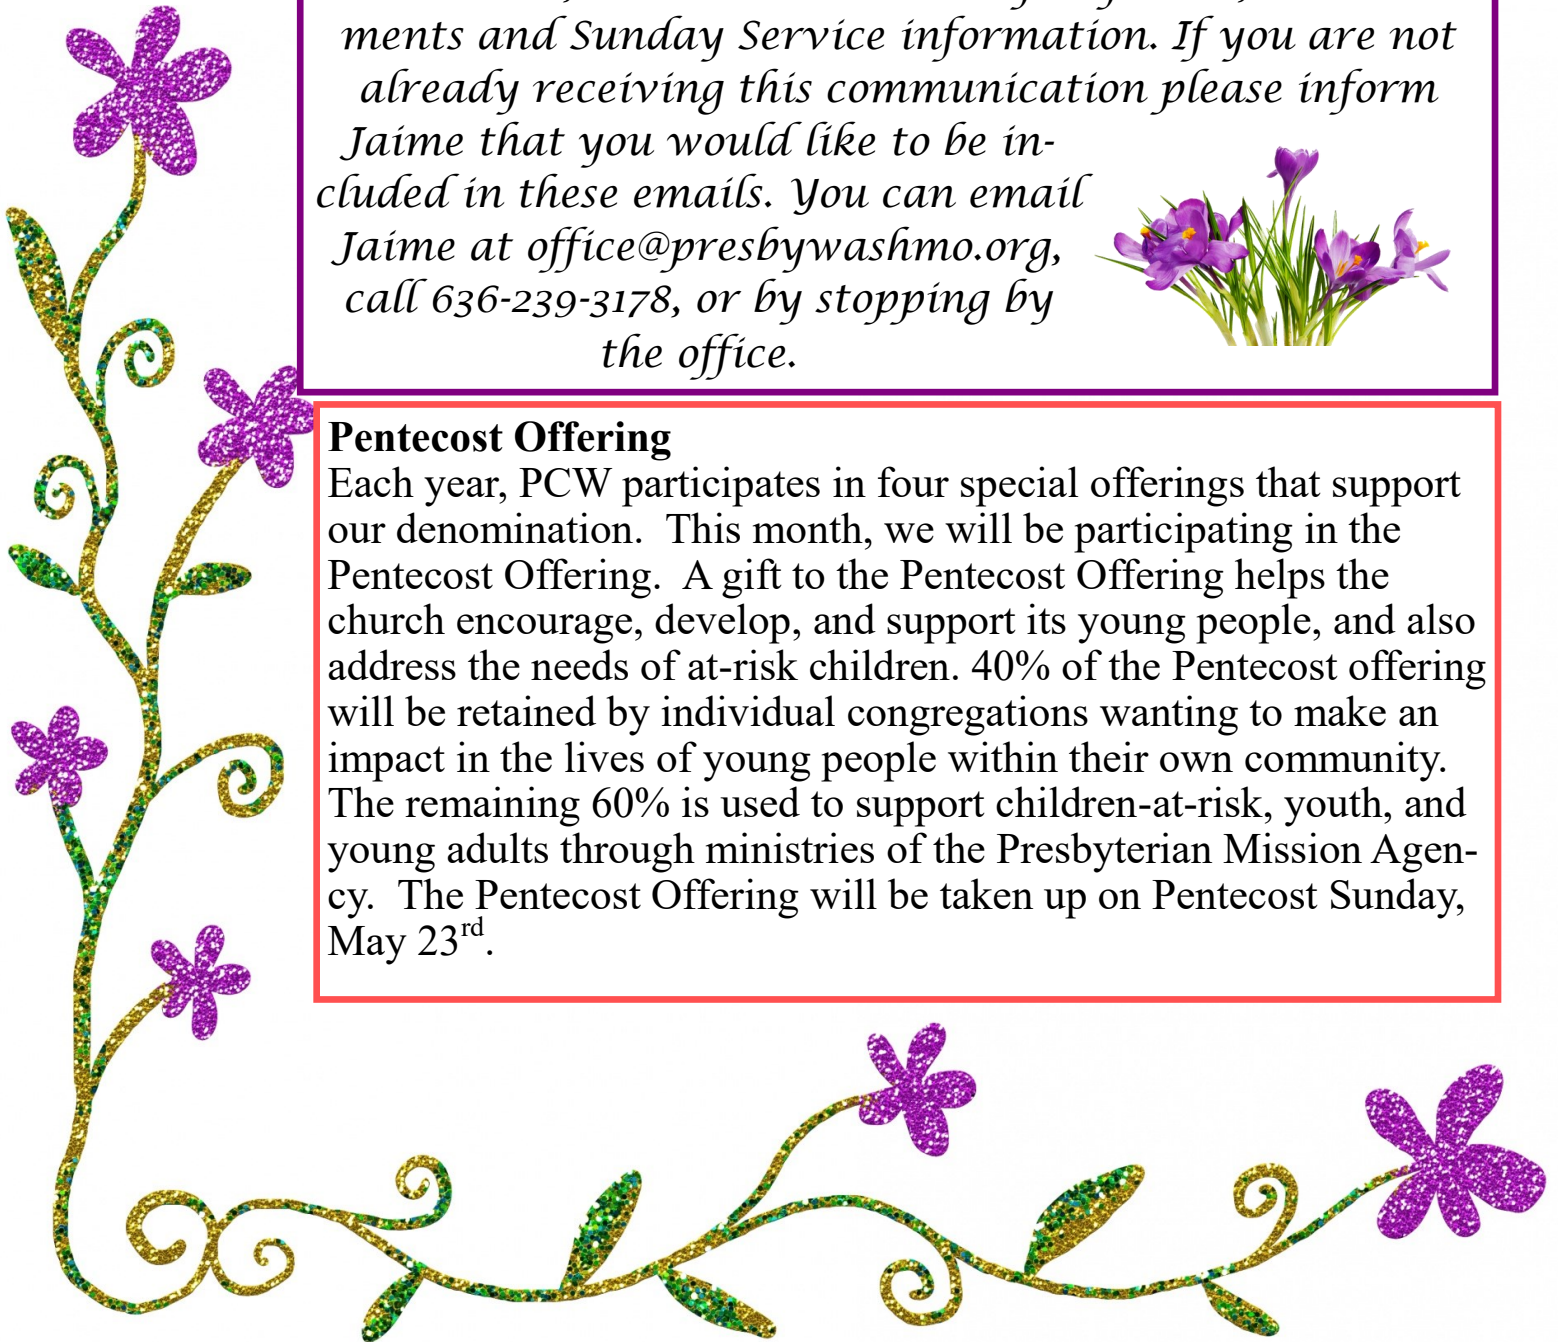 ments and Sunday Service information. If you are not
already receiving this communication please inform
Jaime that you would like to be in-
cluded in these emails. You can email
Jaime at office@presbywashmo.org,
call 636-239-3178, or by stopping by
the office.
Pentecost Offering
Each year, PCW participates in four special offerings that support
our denomination.  This month, we will be participating in the
Pentecost Offering.  A gift to the Pentecost Offering helps the
church encourage, develop, and support its young people, and also
address the needs of at-risk children. 40% of the Pentecost offering
will be retained by individual congregations wanting to make an
impact in the lives of young people within their own community.
The remaining 60% is used to support children-at-risk, youth, and
young adults through ministries of the Presbyterian Mission Agen-
cy.  The Pentecost Offering will be taken up on Pentecost Sunday,
May 23rd.